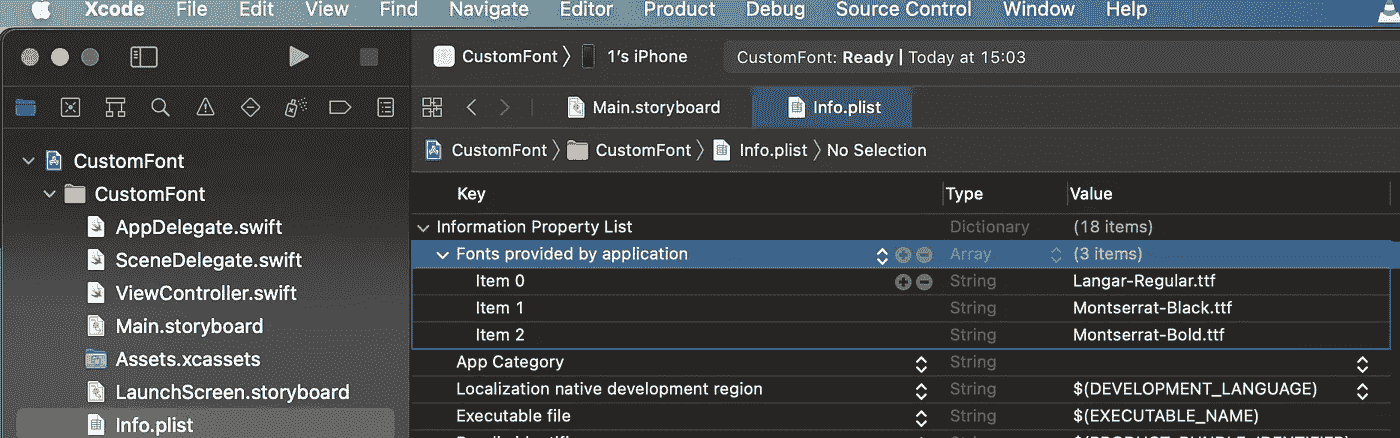 Xcode File Edit View Find Navigate Editor Product Debug Source Control Window Help
CustomFont 1's iPhone CustomFont: Ready | Today at 15:03
Main.storyboard Info.plist
CustomFont CustomFont Info.plist No Selection
CustomFont
CustomFont
AppDelegate.swift
SceneDelegate.swift
ViewController.swift
Main.storyboard
Assets.xcassets
LaunchScreen.storyboard
Info.plist
Key Type Value
Information Property List Dictionary (18 items)
Fonts provided by application Array (3 items)
Item 0 String Langar-Regular.ttf
Item 1 String Montserrat-Black.ttf
Item 2 String Montserrat-Bold.ttf
App Category String
Localization native development region String $(DEVELOPMENT_LANGUAGE)
Executable file String $(EXECUTABLE_NAME)